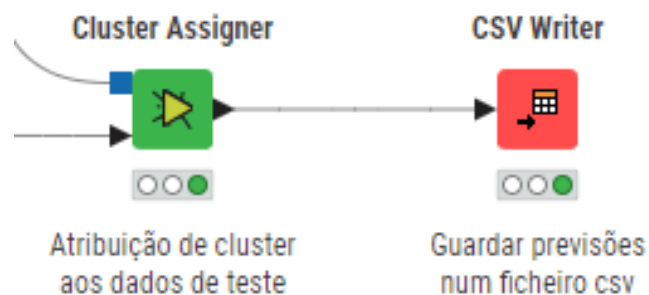 Cluster Assigner
CSV Writer
Atribuição de cluster
aos dados de teste
Guardar previsões
num ficheiro csv